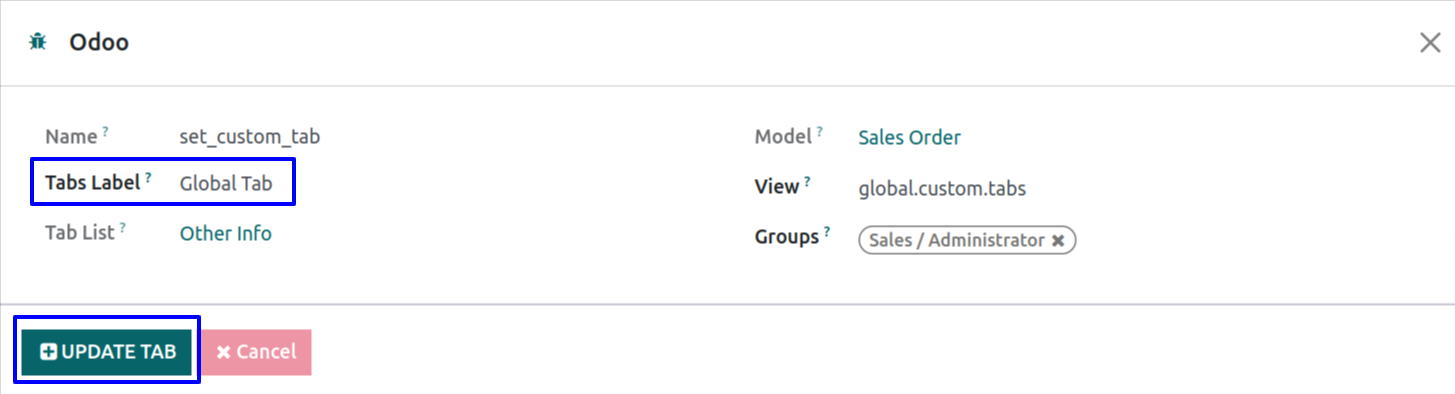 Odoo
Name ? set_custom_tab
Model ? Sales Order
Tabs Label ? Global Tab
View ? global.custom.tabs
Tab List ? Other Info
Groups ? Sales / Administrator ✖
UPDATE TAB
✖ Cancel